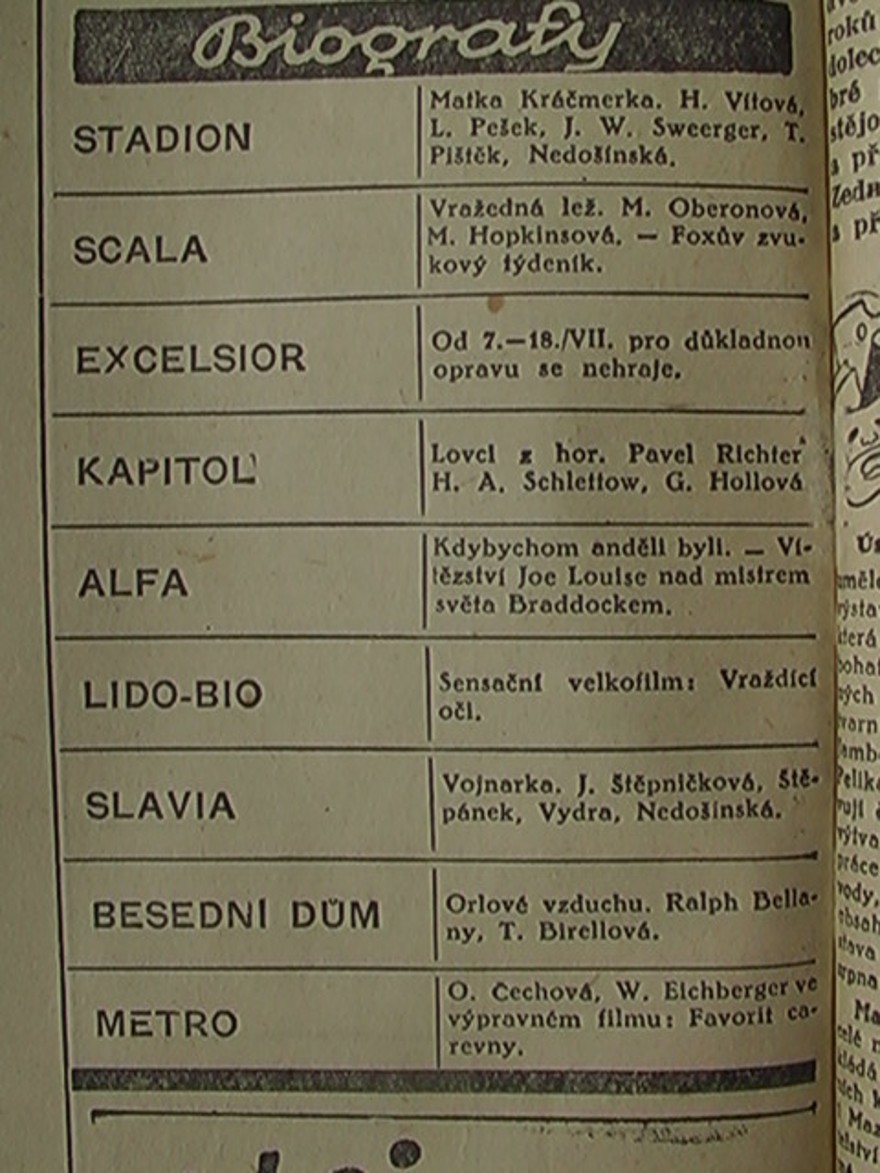 Biografy
STADION
Matka Kráčmerka. H. Vítová,
L. Pešek, J. W. Sweerger, T.
Pištěk, Nedošínská.
SCALA
Vražedná lež. M. Oberonová,
M. Hopkinsová. — Foxův zvu-
kový týdeník.
EXCELSIOR
Od 7.—18./VII. pro důkladnou
opravu se nehraje.
KAPITOL
Lovci z hor. Pavel Richter
H. A. Schlettow, G. Hollová
ALFA
Kdybychom anděli byli. — Ví-
tězství Joe Louise nad mistrem
světa Braddockem.
LIDO-BIO
Sensační velkofilm: Vraždící
oči.
SLAVIA
Vojnarka. J. Štěpničková, Ště-
pánek, Vydra, Nedošinská.
BESEDNÍ DŮM
Orlové vzduchu. Ralph Bella-
ny, T. Birellová.
METRO
O. Čechová, W. Eichberger ve
výpravném filmu: Favorit ca-
revny.
roků